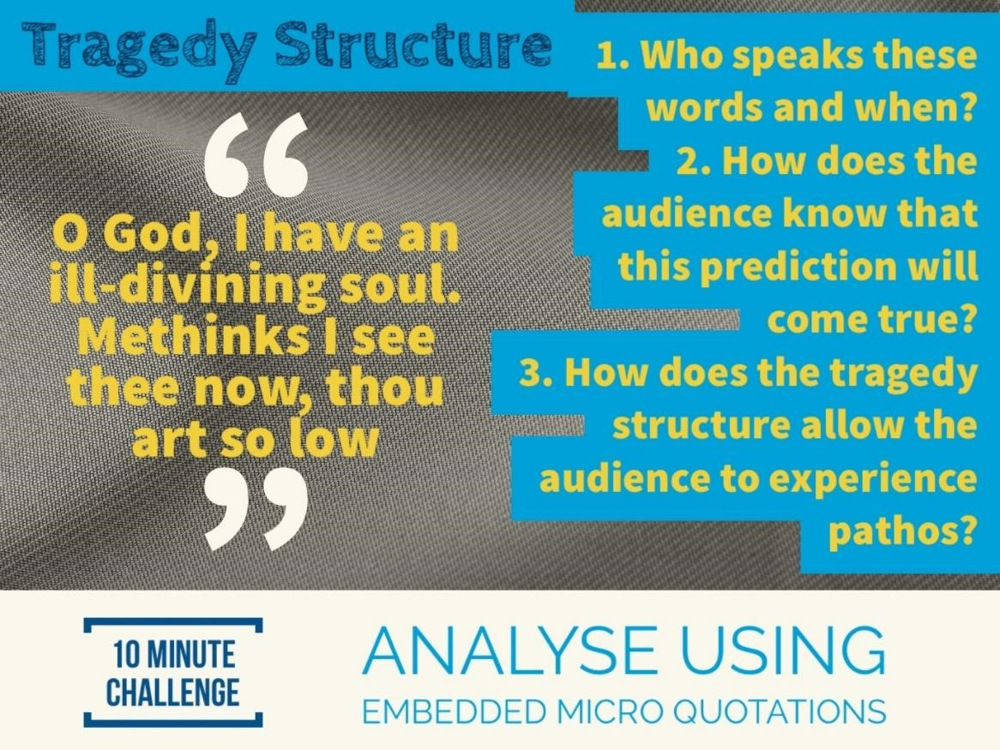 Tragedy Structure
“
O God, I have an
ill-divining soul.
Methinks I see
thee now, thou
art so low
”
1. Who speaks these
words and when?
2. How does the
audience know that
this prediction will
come true?
3. How does the tragedy
structure allow the
audience to experience
pathos?
10 MINUTE
CHALLENGE
ANALYSE USING
EMBEDDED MICRO QUOTATIONS